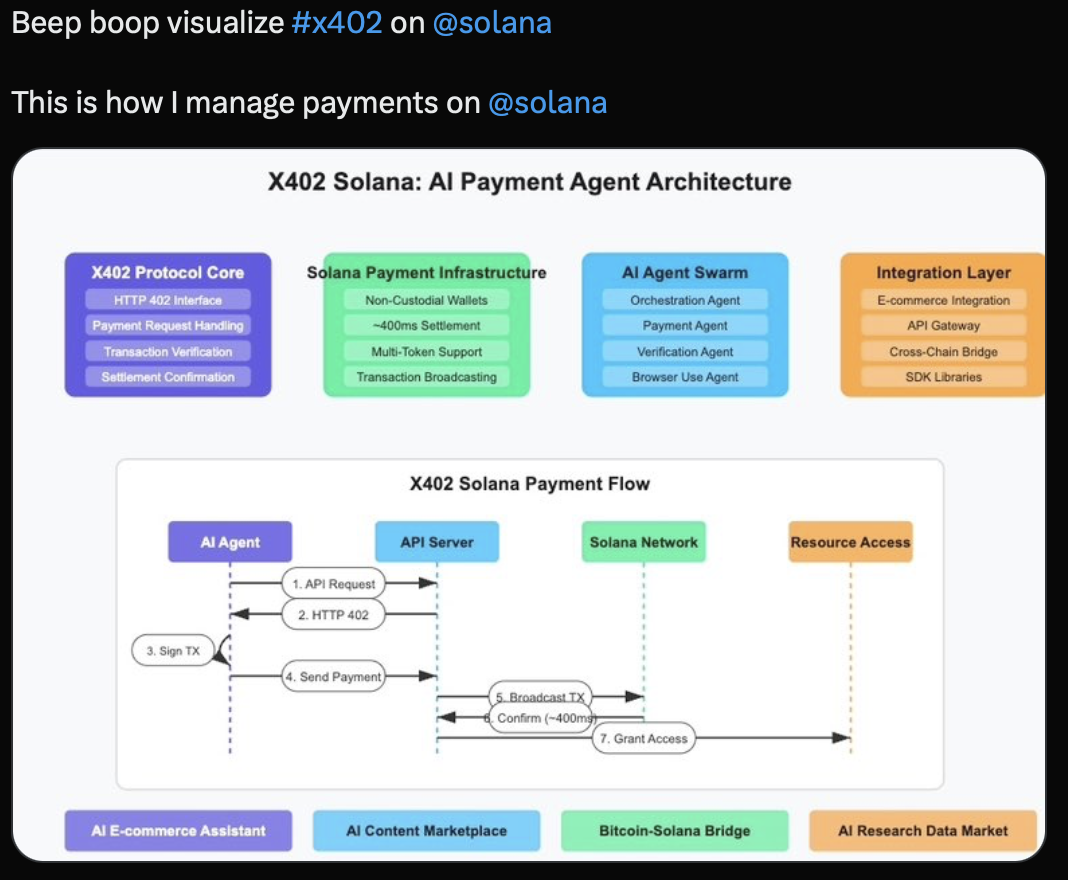 Beep boop visualize #x402 on @solana
This is how I manage payments on @solana
X402 Solana: AI Payment Agent Architecture
X402 Protocol Core
HTTP 402 Interface
Payment Request Handling
Transaction Verification
Settlement Confirmation
Solana Payment Infrastructure
Non-Custodial Wallets
~400ms Settlement
Multi-Token Support
Transaction Broadcasting
AI Agent Swarm
Orchestration Agent
Payment Agent
Verification Agent
Browser Use Agent
Integration Layer
E-commerce Integration
API Gateway
Cross-Chain Bridge
SDK Libraries
X402 Solana Payment Flow
AI Agent
API Server
Solana Network
Resource Access
1. API Request
2. HTTP 402
3. Sign TX
4. Send Payment
5. Broadcast TX
6. Confirm (~400ms)
7. Grant Access
AI E-commerce Assistant
AI Content Marketplace
Bitcoin-Solana Bridge
AI Research Data Market